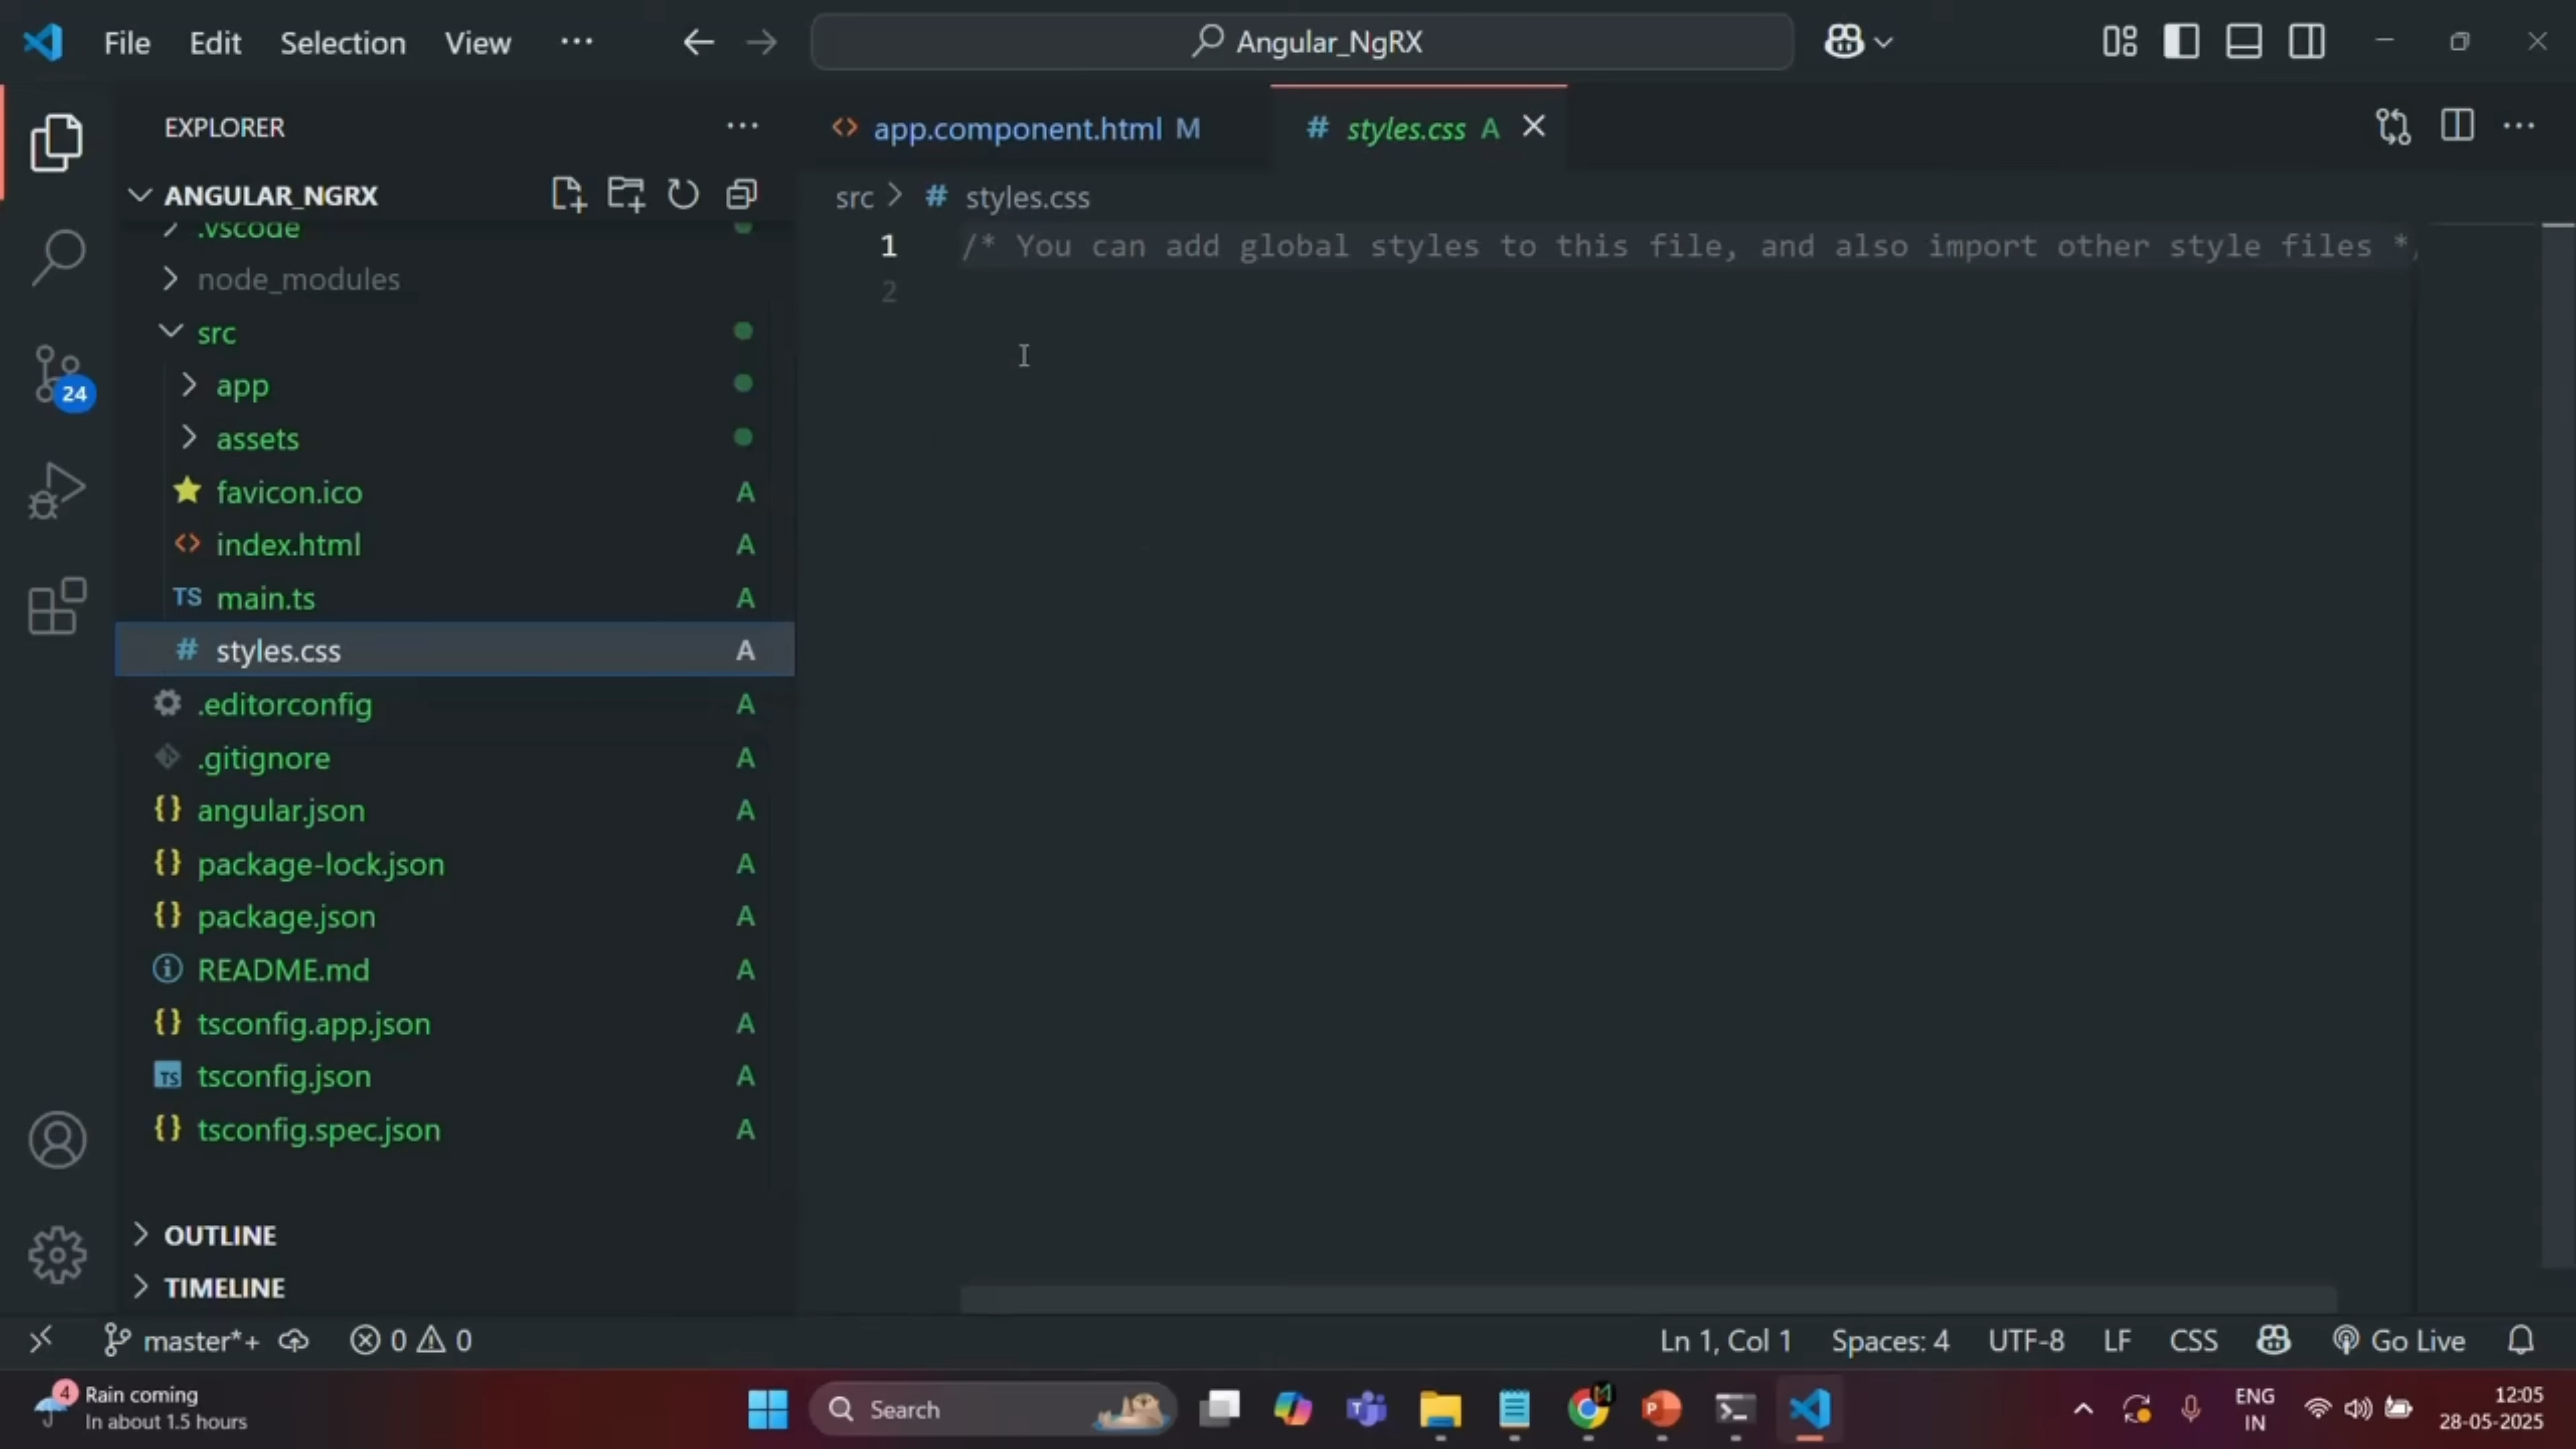 File Edit Selection View ··· Angular_NgRX
EXPLORER ···
ANGULAR_NGRX
.vscode
node_modules
src
app
assets
favicon.ico A
index.html A
main.ts A
styles.css A
.editorconfig A
.gitignore A
angular.json A
package-lock.json A
package.json A
README.md A
tsconfig.app.json A
TS tsconfig.json A
tsconfig.spec.json A
OUTLINE
TIMELINE
24
app.component.html M # styles.css A
src > # styles.css
1 /* You can add global styles to this file, and also import other style files *
2
master*+ 0 0 Ln 1, Col 1 Spaces: 4 UTF-8 LF CSS Go Live
4 Rain coming
In about 1.5 hours
Search
ENG
IN
12:05
28-05-2025